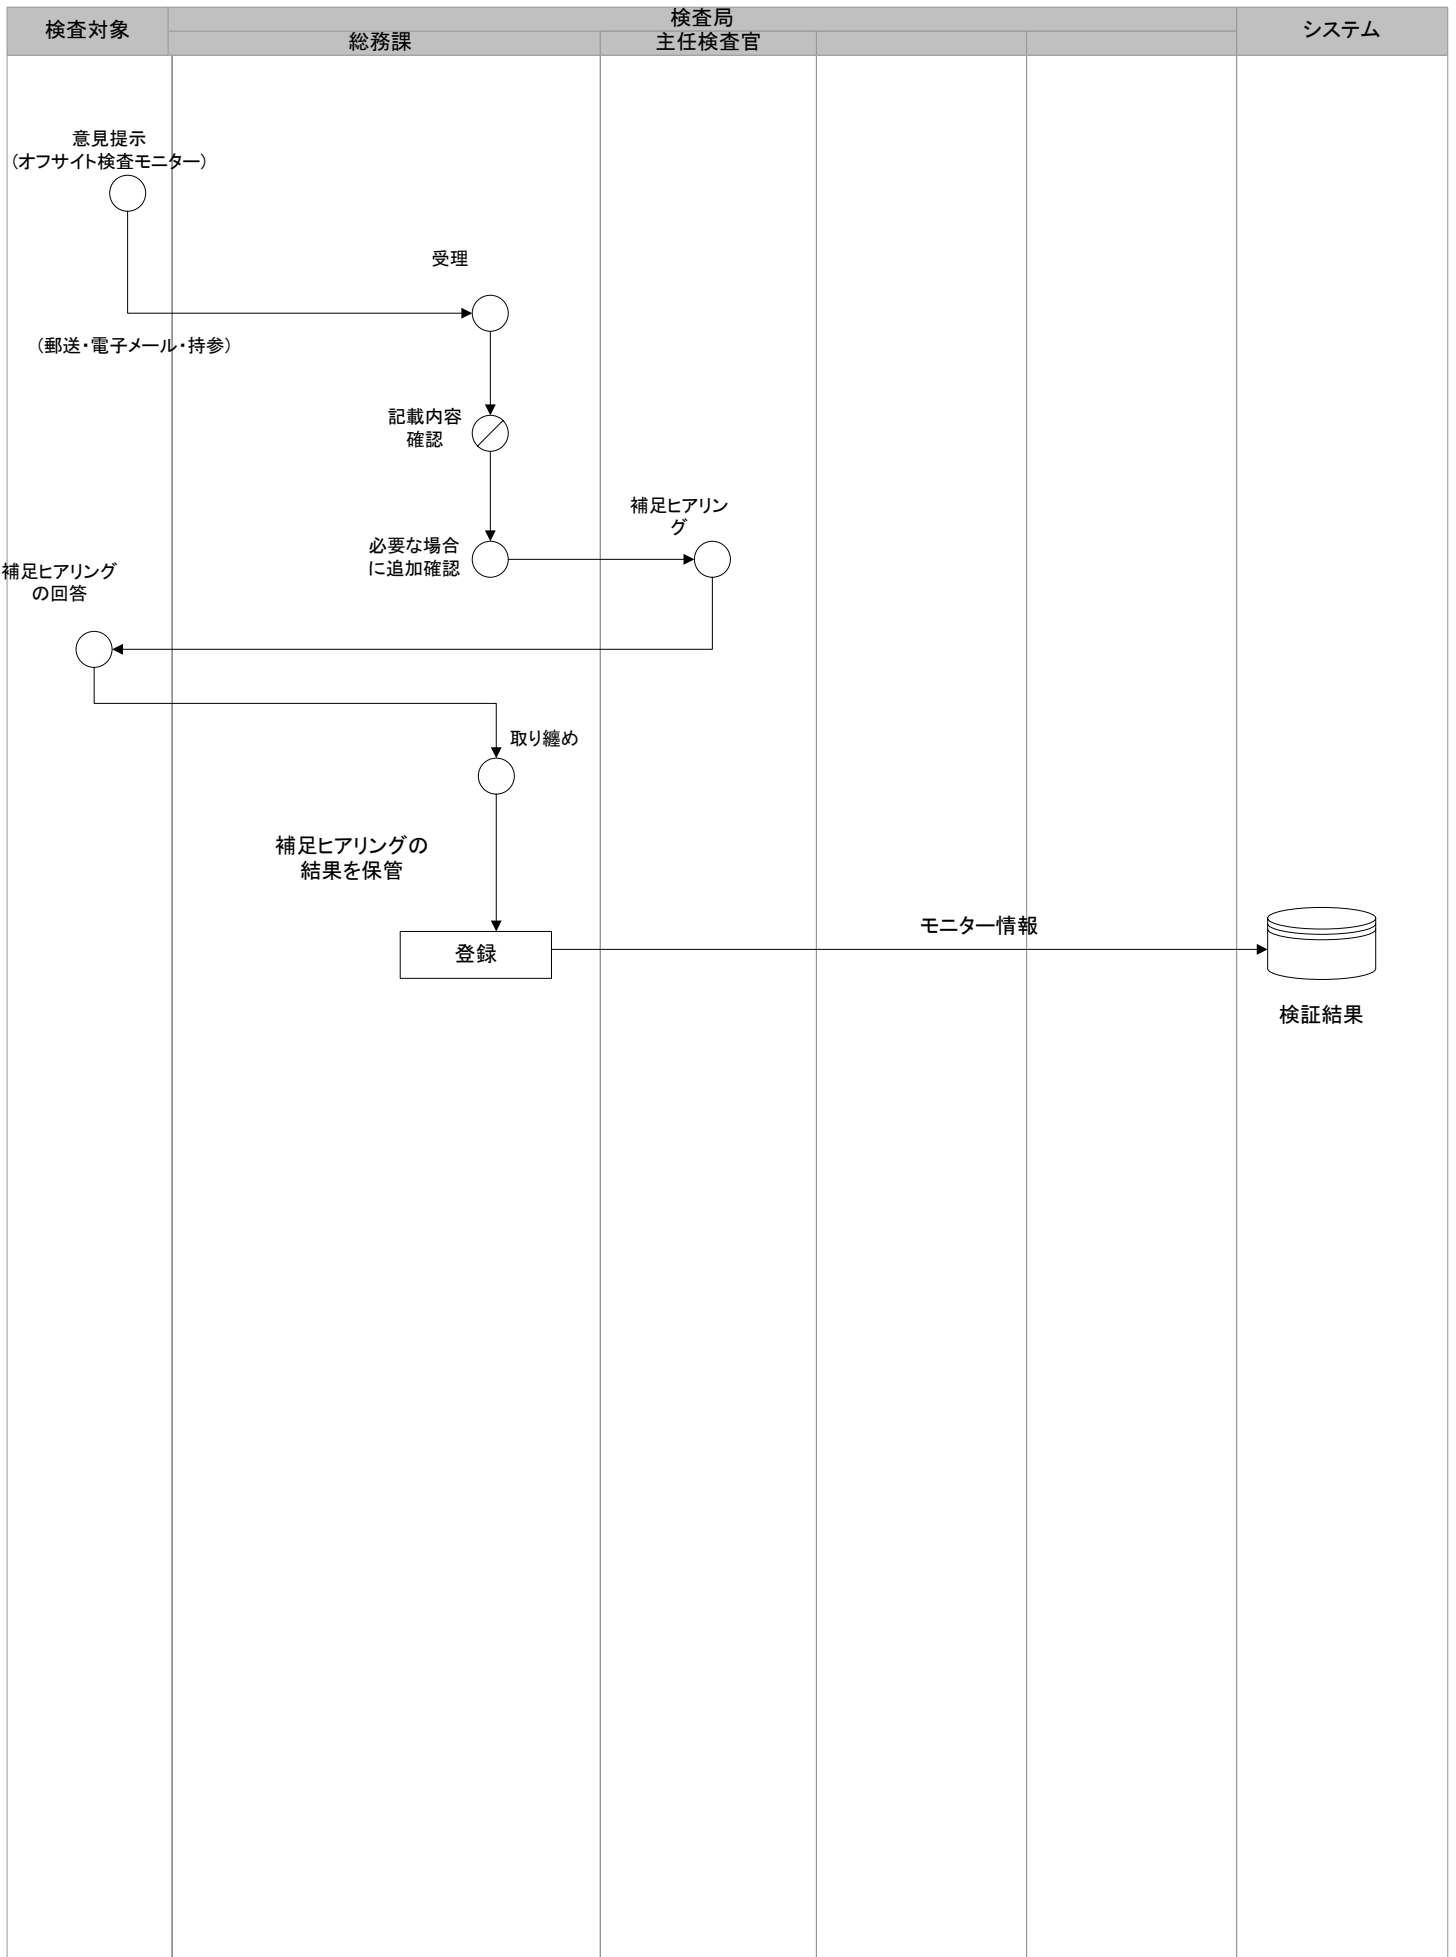 検査対象
検査局
システム
総務課
主任検査官
意見提示
(オフサイト検査モニター)
受理
(郵送・電子メール・持参)
記載内容
確認
補足ヒアリン
グ
必要な場合
に追加確認
補足ヒアリング
の回答
取り纏め
補足ヒアリングの
結果を保管
モニター情報
登録
検証結果